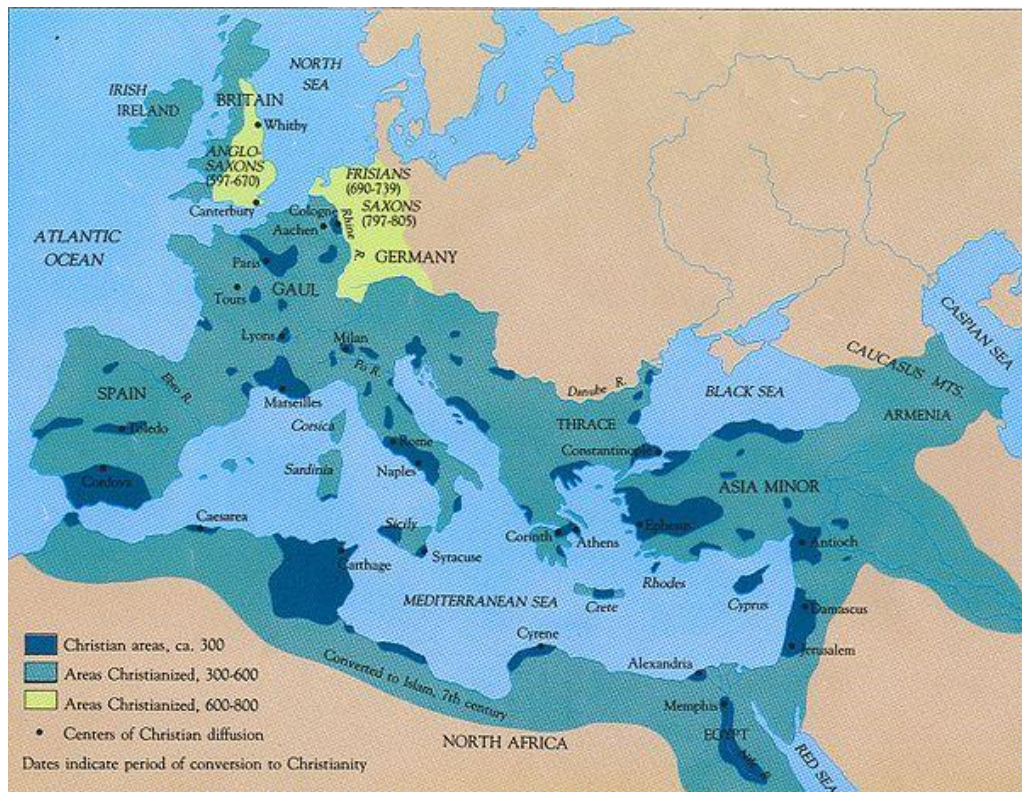 NORTH
SEA
IRISH
IRELAND
BRITAIN
Whitby
ANGLO-
SAXONS
(597-670)
FRISIANS
(690-739)
SAXONS
(797-805)
Canterbury
Cologne
Aachen
Rhine R.
GERMANY
ATLANTIC
OCEAN
Paris
Tours
GAUL
Lyons
Milan
Po R.
CASPIAN SEA
CAUCASUS MTS.
ARMENIA
Danube R.
BLACK SEA
SPAIN
Ebro R.
Marseilles
Corsica
THRACE
Constantinople
Toledo
Rome
Sardinia
Naples
ASIA MINOR
Cordova
Caesarea
Sicily
Ephesus
Corinth
Athens
Antioch
Carthage
Syracuse
Rhodes
MEDITERRANEAN SEA
Crete
Cyprus
Damascus
Cyrene
Jerusalem
Alexandria
Converted to Islam, 7th century
Memphis
EGYPT
Nile R.
NORTH AFRICA
RED SEA
Christian areas, ca. 300
Areas Christianized, 300-600
Areas Christianized, 600-800
Centers of Christian diffusion
Dates indicate period of conversion to Christianity